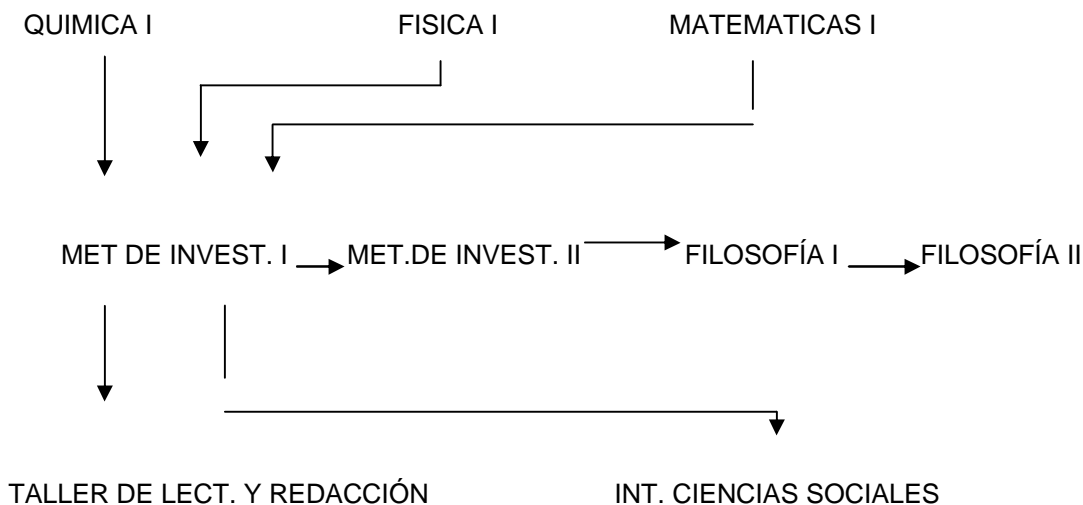 QUIMICA I FISICA I MATEMATICAS I
MET DE INVEST. I MET.DE INVEST. II FILOSOFÍA I FILOSOFÍA II
TALLER DE LECT. Y REDACCIÓN INT. CIENCIAS SOCIALES